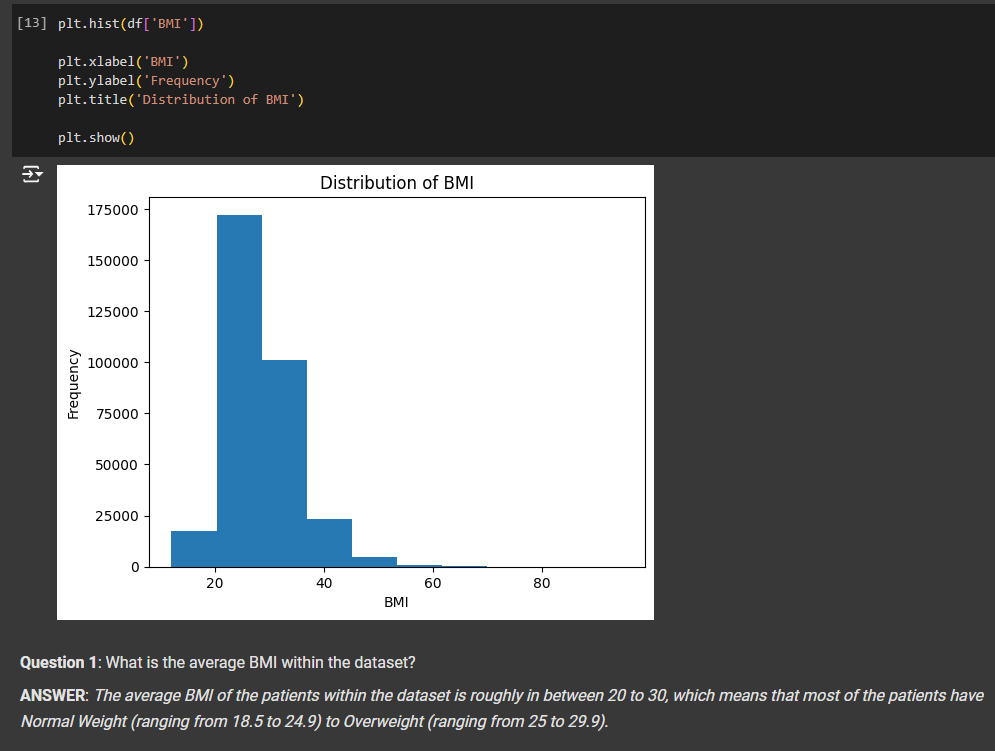 [13] plt.hist(df['BMI'])
plt.xlabel('BMI')
plt.ylabel('Frequency')
plt.title('Distribution of BMI')
plt.show()
Distribution of BMI
175000
150000
125000
100000
75000
50000
25000
0
Frequency
20 40 60 80
BMI
Question 1: What is the average BMI within the dataset?
ANSWER: The average BMI of the patients within the dataset is roughly in between 20 to 30, which means that most of the patients have
Normal Weight (ranging from 18.5 to 24.9) to Overweight (ranging from 25 to 29.9).